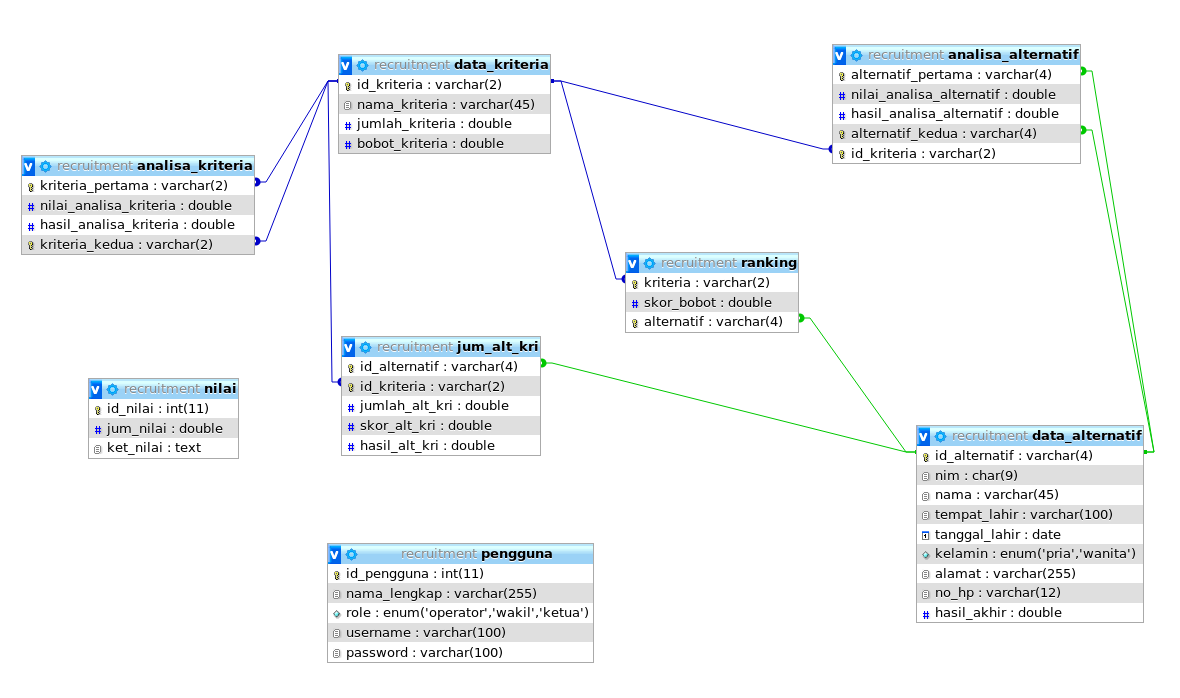 v recruitment data_kriteria
id_kriteria : varchar(2)
nama_kriteria : varchar(45)
jumlah_kriteria : double
bobot_kriteria : double
v recruitment analisa_alternatif
alternatif_pertama : varchar(4)
nilai_analisa_alternatif : double
hasil_analisa_alternatif : double
alternatif_kedua : varchar(4)
id_kriteria : varchar(2)
v recruitment analisa_kriteria
kriteria_pertama : varchar(2)
nilai_analisa_kriteria : double
hasil_analisa_kriteria : double
kriteria_kedua : varchar(2)
v recruitment ranking
kriteria : varchar(2)
skor_bobot : double
alternatif : varchar(4)
v recruitment jum_alt_kri
id_alternatif : varchar(4)
id_kriteria : varchar(2)
jumlah_alt_kri : double
skor_alt_kri : double
hasil_alt_kri : double
v recruitment nilai
id_nilai : int(11)
jum_nilai : double
ket_nilai : text
v recruitment data_alternatif
id_alternatif : varchar(4)
nim : char(9)
nama : varchar(45)
tempat_lahir : varchar(100)
tanggal_lahir : date
kelamin : enum('pria','wanita')
alamat : varchar(255)
no_hp : varchar(12)
hasil_akhir : double
v recruitment pengguna
id_pengguna : int(11)
nama_lengkap : varchar(255)
role : enum('operator','wakil','ketua')
username : varchar(100)
password : varchar(100)